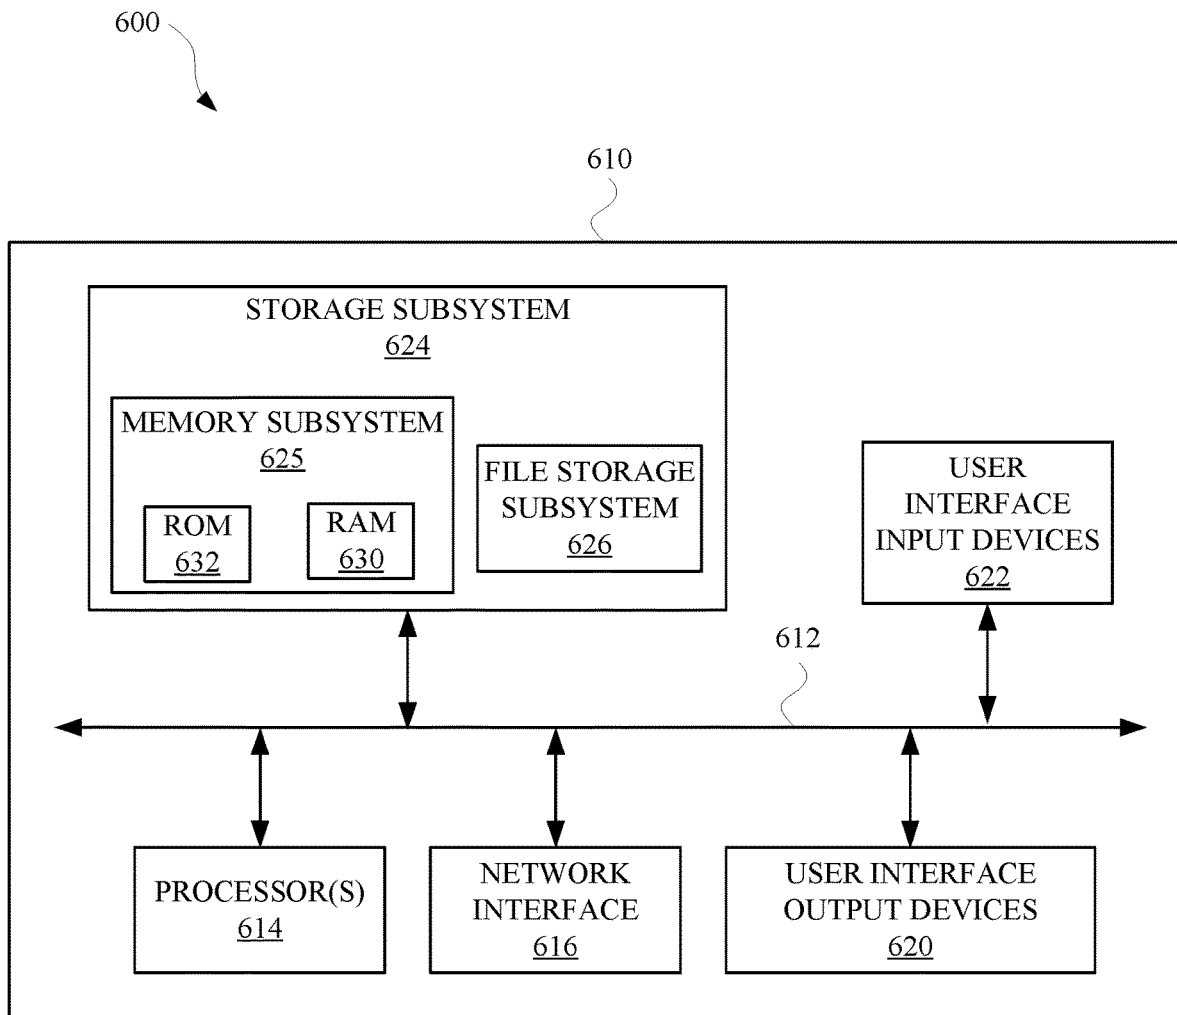 600
610
STORAGE SUBSYSTEM
624
MEMORY SUBSYSTEM
625
ROM
632
RAM
630
FILE STORAGE
SUBSYSTEM
626
USER
INTERFACE
INPUT DEVICES
622
612
PROCESSOR(S)
614
NETWORK
INTERFACE
616
USER INTERFACE
OUTPUT DEVICES
620